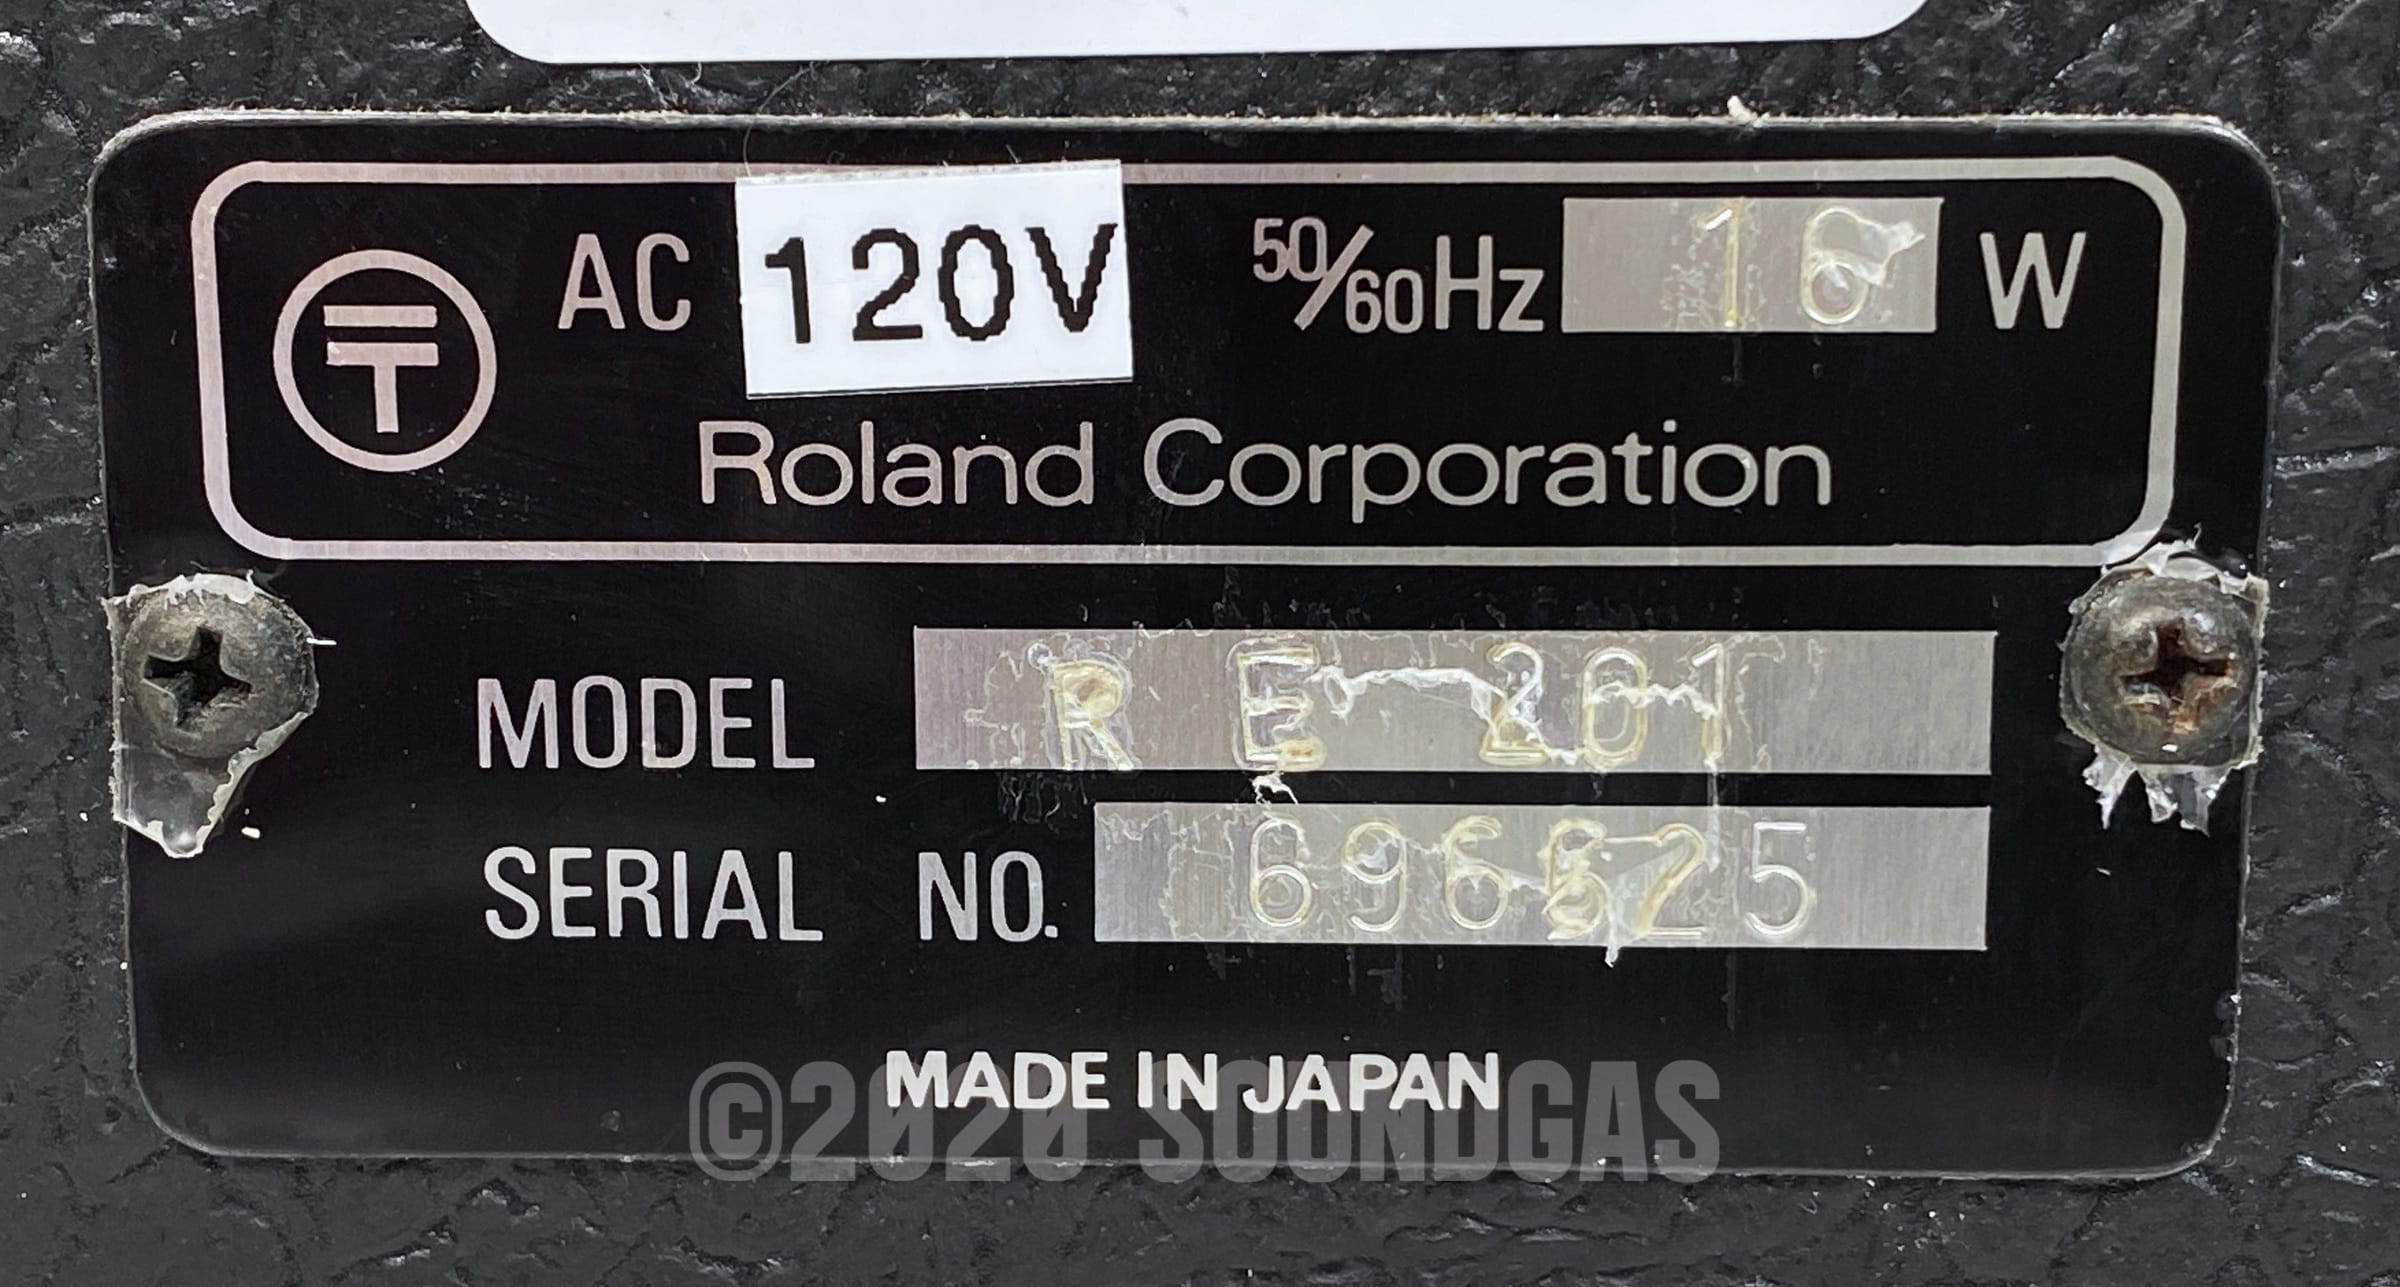 〒 AC 120V 50/60Hz 16 W
Roland Corporation
MODEL RE-201
SERIAL NO. 696625
MADE IN JAPAN
©2020 SOUNDGAS